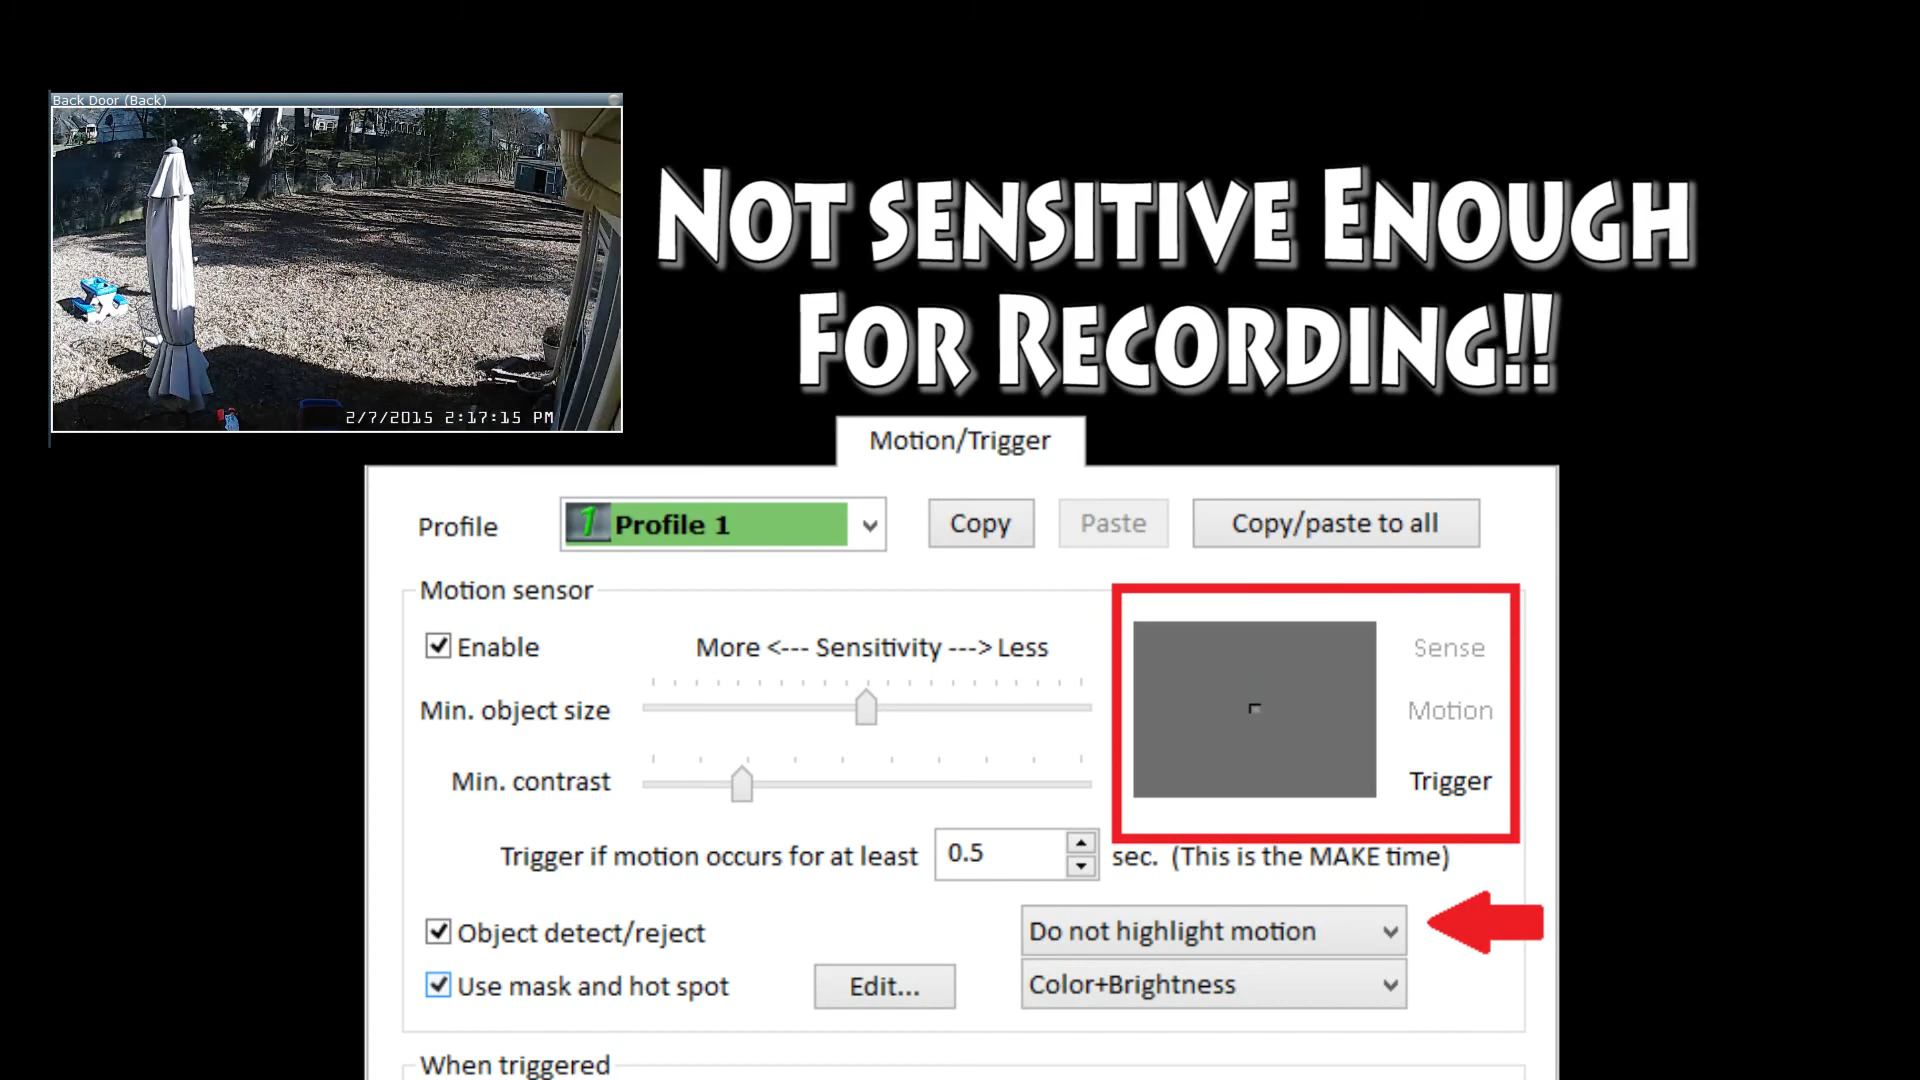 Back Door (Back)
2/7/2015 2:17:15 PM
NOT SENSITIVE ENOUGH
FOR RECORDING!!
Motion/Trigger
Profile
1 Profile 1
Copy
Paste
Copy/paste to all
Motion sensor
Enable
More <--- Sensitivity ---> Less
Sense
Min. object size
Motion
Min. contrast
Trigger
Trigger if motion occurs for at least 0.5 sec. (This is the MAKE time)
Object detect/reject
Do not highlight motion
Use mask and hot spot
Edit...
Color+Brightness
When triggered